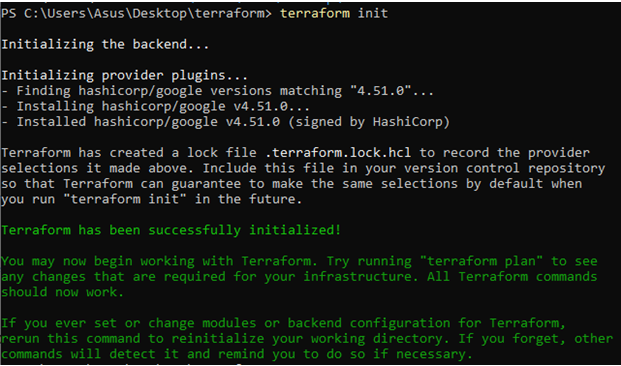 PS C:\Users\Asus\Desktop\terraform> terraform init
Initializing the backend...
Initializing provider plugins...
- Finding hashicorp/google versions matching "4.51.0"...
- Installing hashicorp/google v4.51.0...
- Installed hashicorp/google v4.51.0 (signed by HashiCorp)
Terraform has created a lock file .terraform.lock.hcl to record the provider
selections it made above. Include this file in your version control repository
so that Terraform can guarantee to make the same selections by default when
you run "terraform init" in the future.
Terraform has been successfully initialized!
You may now begin working with Terraform. Try running "terraform plan" to see
any changes that are required for your infrastructure. All Terraform commands
should now work.
If you ever set or change modules or backend configuration for Terraform,
rerun this command to reinitialize your working directory. If you forget, other
commands will detect it and remind you to do so if necessary.